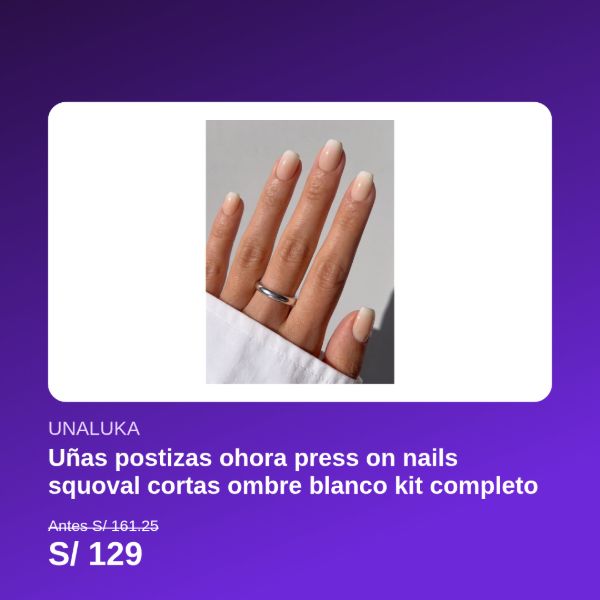 UNALUKA
Uñas postizas ohora press on nails
squoval cortas ombre blanco kit completo
Antes S/ 161.25
S/ 129